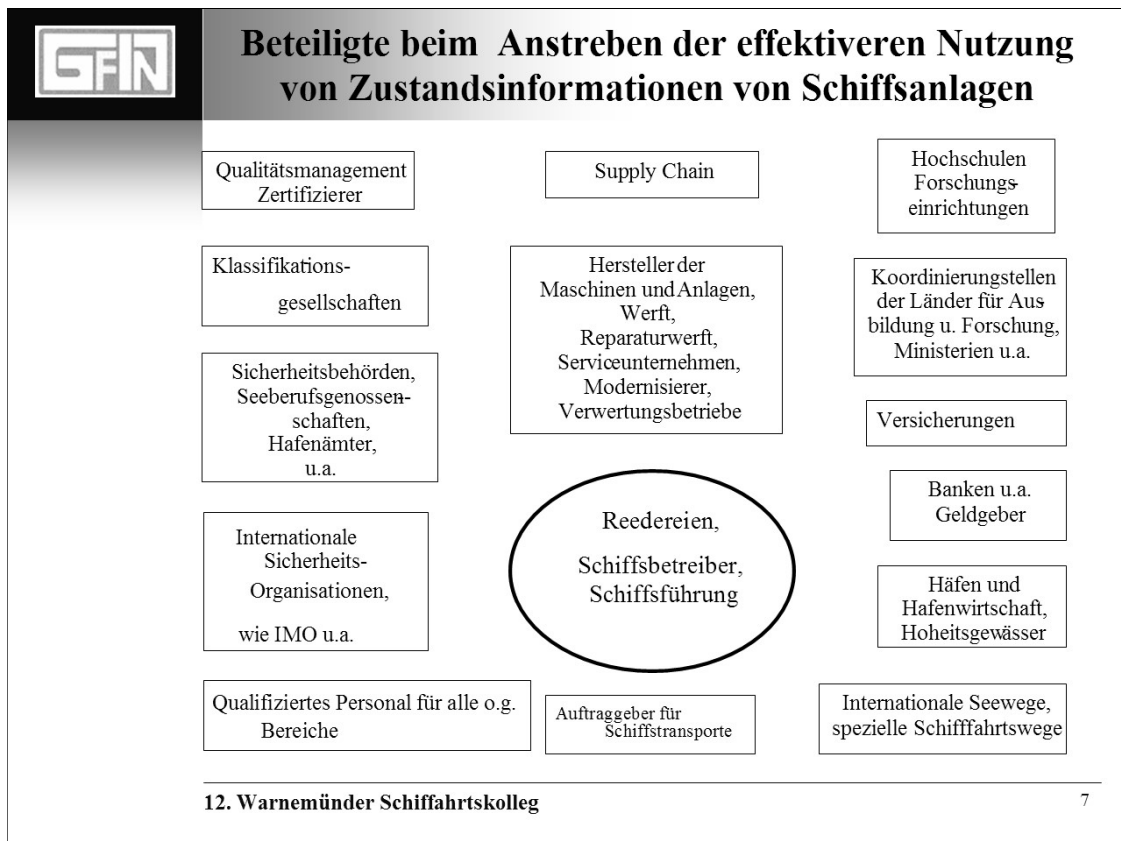 GFIN
Beteiligte beim Anstreben der effektiveren Nutzung
von Zustandsinformationen von Schiffsanlagen
Qualitätsmanagement
Zertifizierer
Klassifikations-
gesellschaften
Sicherheitsbehörden,
Seeberufsgenossen-
schaften,
Hafenämter,
u.a.
Internationale
Sicherheits-
Organisationen,
wie IMO u.a.
Qualifiziertes Personal für alle o.g.
Bereiche
Supply Chain
Hersteller der
Maschinen und Anlagen,
Werft,
Reparaturwerft,
Serviceunternehmen,
Modernisierer,
Verwertungsbetriebe
Reedereien,
Schiffsbetreiber,
Schiffsführung
Auftraggeber für
Schiffstransporte
Hochschulen
Forschungs-
einrichtungen
Koordinierungstellen
der Länder für Aus-
bildung u. Forschung,
Ministerien u.a.
Versicherungen
Banken u.a.
Geldgeber
Häfen und
Hafenwirtschaft,
Hoheitsgewässer
Internationale Seewege,
spezielle Schifffahrtswege
12. Warnemünder Schiffahrtskolleg
7